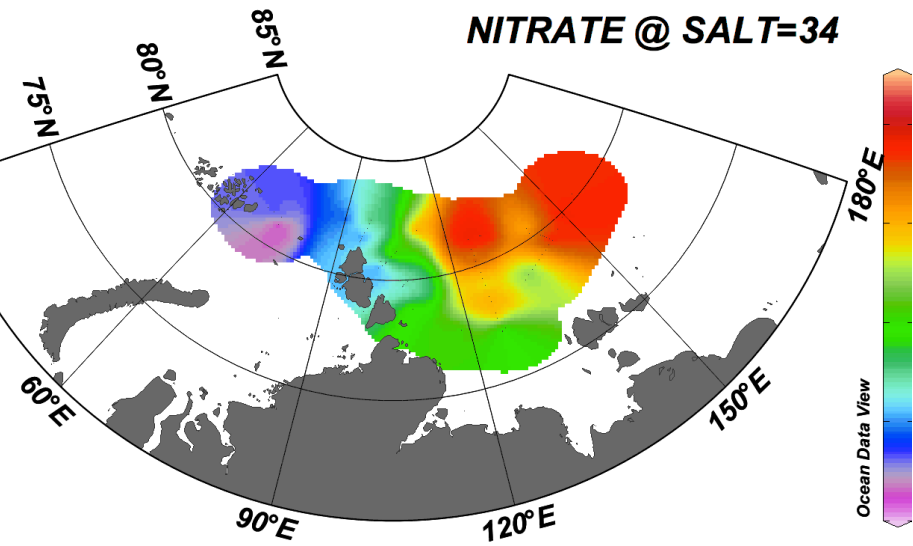 NITRATE @ SALT=34
85°N
80°N
75°N
180°E
60°E
150°E
90°E
120°E
Ocean Data View